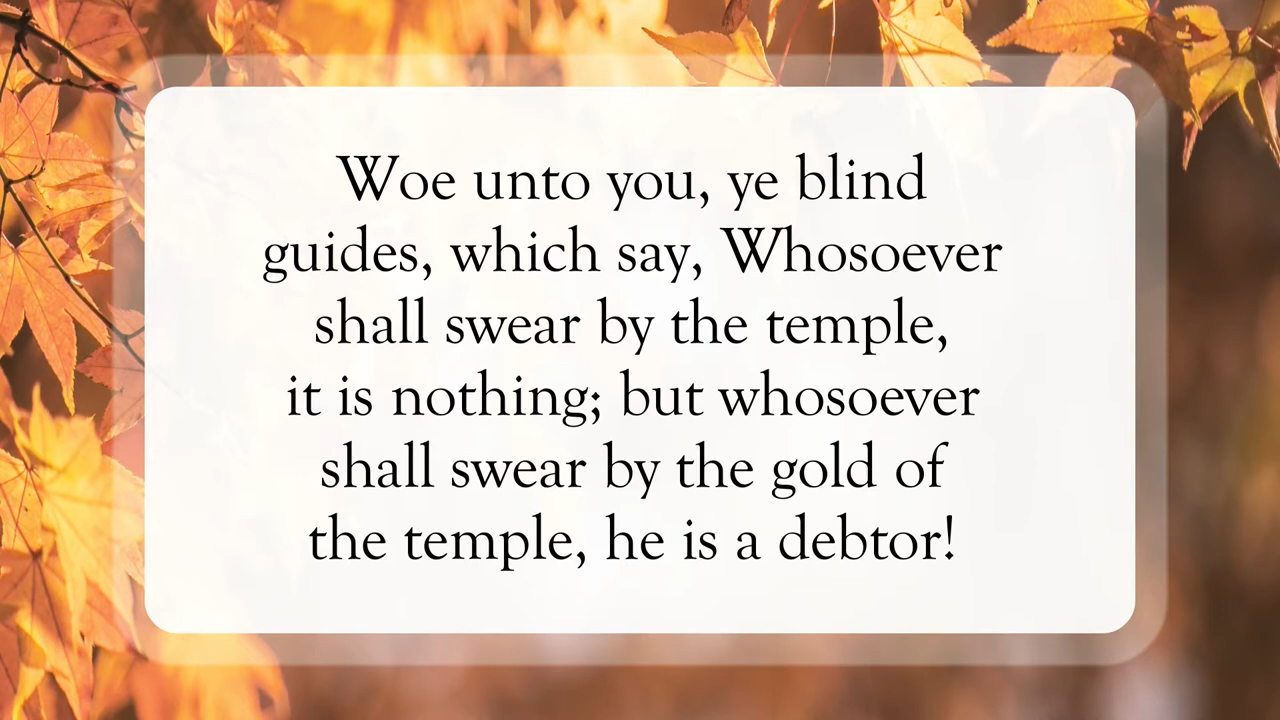 Woe unto you, ye blind
guides, which say, Whosoever
shall swear by the temple,
it is nothing; but whosoever
shall swear by the gold of
the temple, he is a debtor!